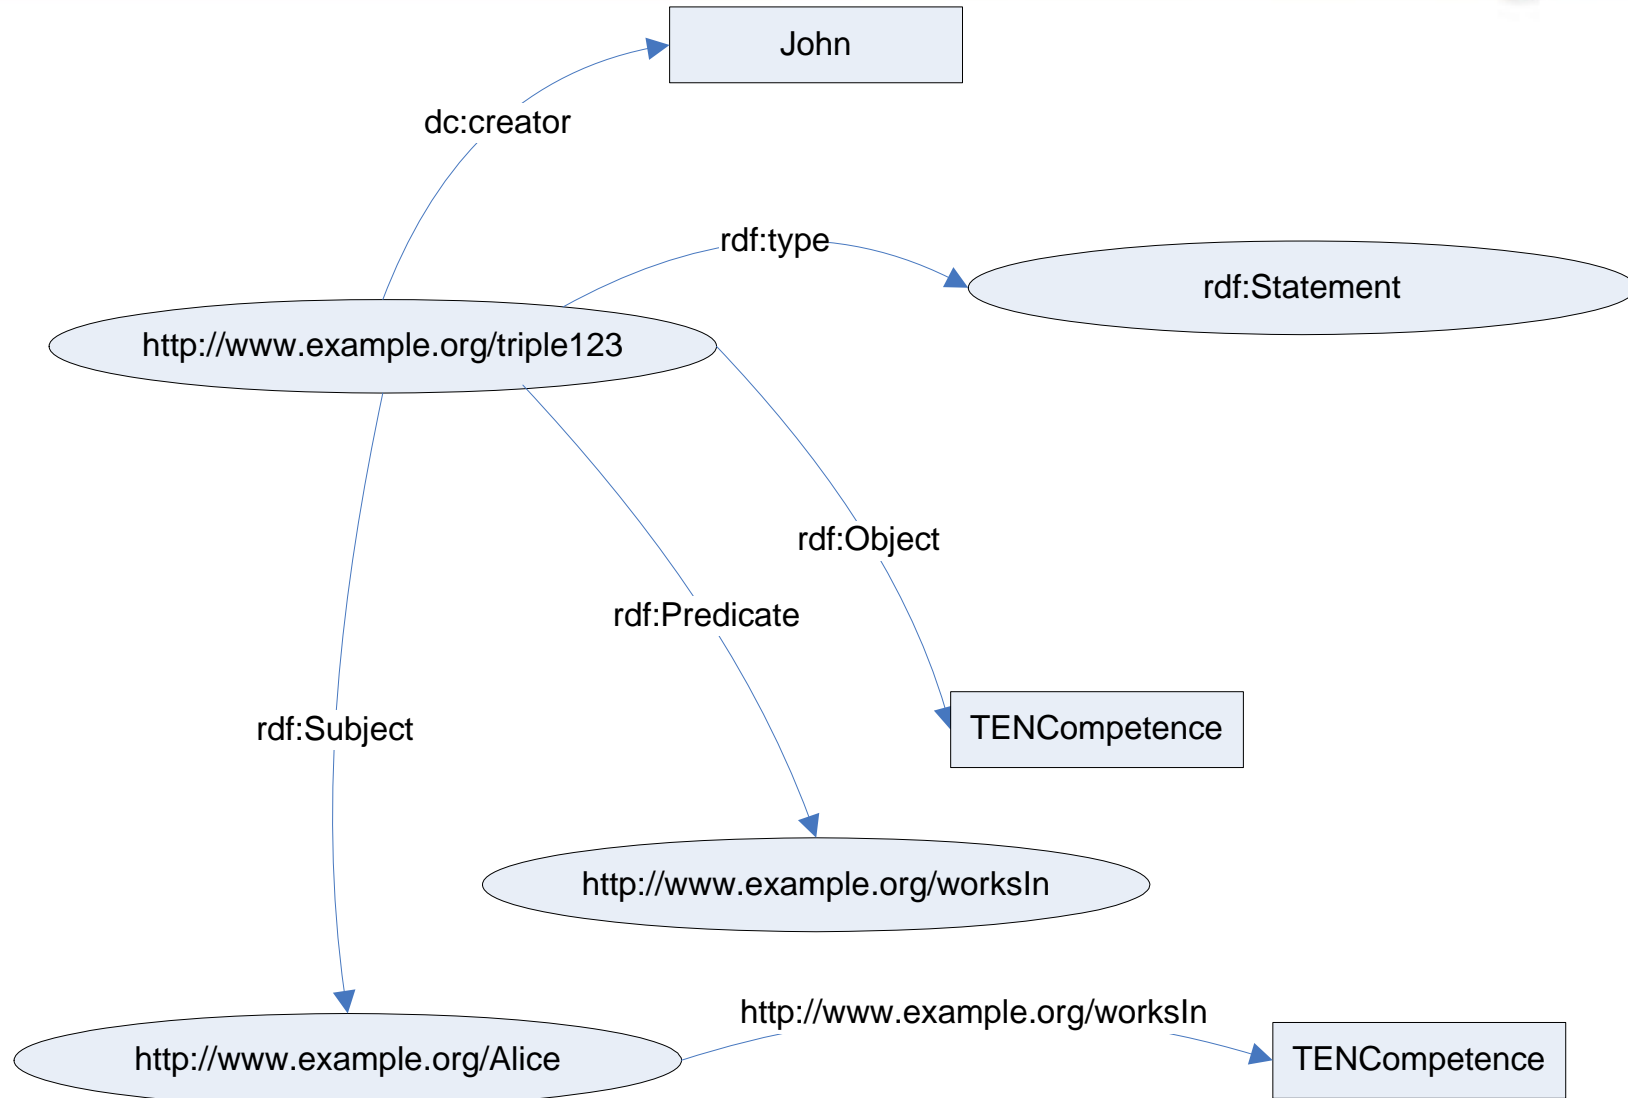 John
dc:creator
rdf:type
rdf:Statement
http://www.example.org/triple123
rdf:Object
rdf:Predicate
TENCompetence
rdf:Subject
http://www.example.org/worksIn
http://www.example.org/worksIn
http://www.example.org/Alice
TENCompetence